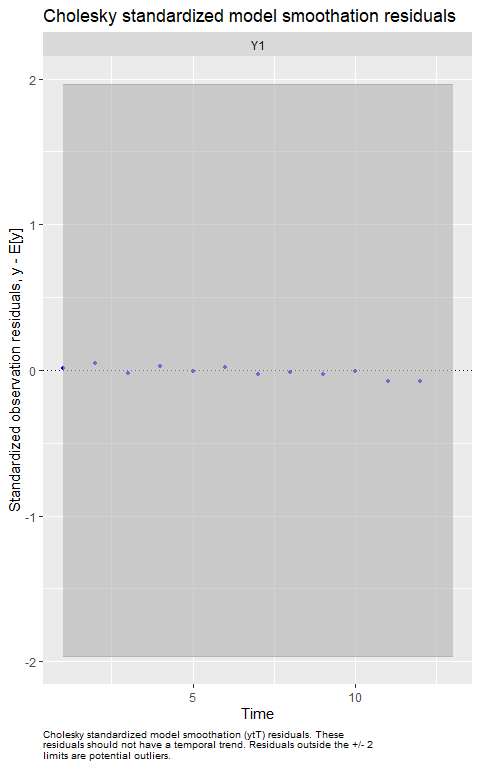 Cholesky standardized model smoothation residuals
Y1
Standardized observation residuals, y - E[y]
2
1
0
-1
-2
5
10
Time
Cholesky standardized model smoothation (ytT) residuals. These
residuals should not have a temporal trend. Residuals outside the +/- 2
limits are potential outliers.